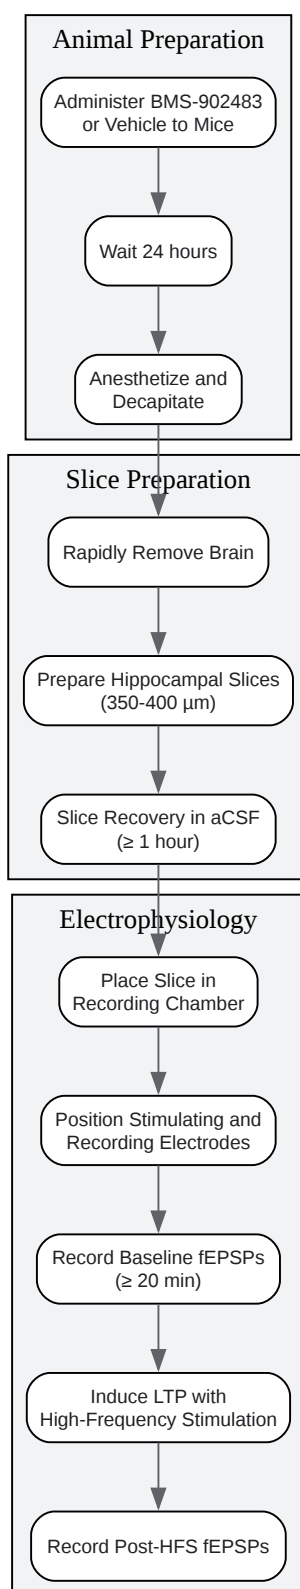 Animal Preparation
Administer BMS-902483
or Vehicle to Mice
Wait 24 hours
Anesthetize and
Decapitate
Slice Preparation
Rapidly Remove Brain
Prepare Hippocampal Slices
(350-400 µm)
Slice Recovery in aCSF
(≥ 1 hour)
Electrophysiology
Place Slice in
Recording Chamber
Position Stimulating and
Recording Electrodes
Record Baseline fEPSPs
(≥ 20 min)
Induce LTP with
High-Frequency Stimulation
Record Post-HFS fEPSPs